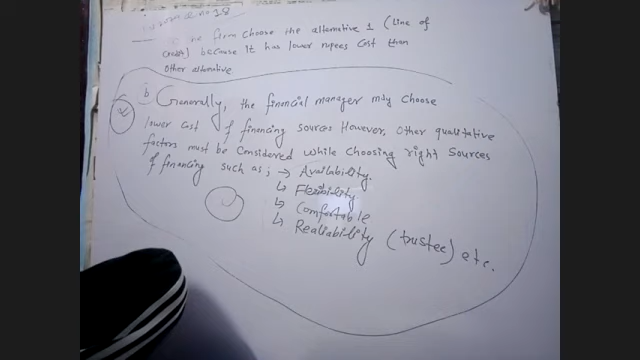 the firm choose the alternative 1 (Line of
credit) because it has lower rupees cost than
other alternative.
b Generally, the financial manager may choose
lower cost of financing sources However, Other qualitative
factors must be considered while choosing right Sources
of financing such as; → Availability.
↳ Flexibility
↳ Comfortable
↳ Realiability (trustee) etc.